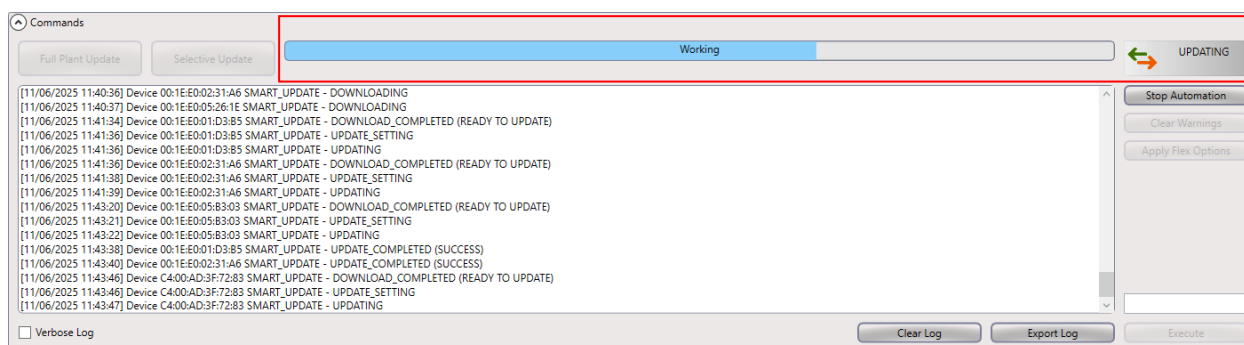 Commands
Full Plant Update
Selective Update
Working
UPDATING
[11/06/2025 11:40:36] Device 00:1E:E0:02:31:A6 SMART_UPDATE - DOWNLOADING
[11/06/2025 11:40:37] Device 00:1E:E0:05:26:1E SMART_UPDATE - DOWNLOADING
[11/06/2025 11:41:34] Device 00:1E:E0:01:D3:B5 SMART_UPDATE - DOWNLOAD_COMPLETED (READY TO UPDATE)
[11/06/2025 11:41:36] Device 00:1E:E0:01:D3:B5 SMART_UPDATE - UPDATE_SETTING
[11/06/2025 11:41:36] Device 00:1E:E0:01:D3:B5 SMART_UPDATE - UPDATING
[11/06/2025 11:41:36] Device 00:1E:E0:02:31:A6 SMART_UPDATE - DOWNLOAD_COMPLETED (READY TO UPDATE)
[11/06/2025 11:41:38] Device 00:1E:E0:02:31:A6 SMART_UPDATE - UPDATE_SETTING
[11/06/2025 11:41:39] Device 00:1E:E0:02:31:A6 SMART_UPDATE - UPDATING
[11/06/2025 11:43:20] Device 00:1E:E0:05:B3:03 SMART_UPDATE - DOWNLOAD_COMPLETED (READY TO UPDATE)
[11/06/2025 11:43:21] Device 00:1E:E0:05:B3:03 SMART_UPDATE - UPDATE_SETTING
[11/06/2025 11:43:22] Device 00:1E:E0:05:B3:03 SMART_UPDATE - UPDATING
[11/06/2025 11:43:38] Device 00:1E:E0:01:D3:B5 SMART_UPDATE - UPDATE_COMPLETED (SUCCESS)
[11/06/2025 11:43:40] Device 00:1E:E0:02:31:A6 SMART_UPDATE - UPDATE_COMPLETED (SUCCESS)
[11/06/2025 11:43:46] Device C4:00:AD:3F:72:83 SMART_UPDATE - DOWNLOAD_COMPLETED (READY TO UPDATE)
[11/06/2025 11:43:46] Device C4:00:AD:3F:72:83 SMART_UPDATE - UPDATE_SETTING
[11/06/2025 11:43:47] Device C4:00:AD:3F:72:83 SMART_UPDATE - UPDATING
Stop Automation
Clear Warnings
Apply Flex Options
Verbose Log
Clear Log
Export Log
Execute